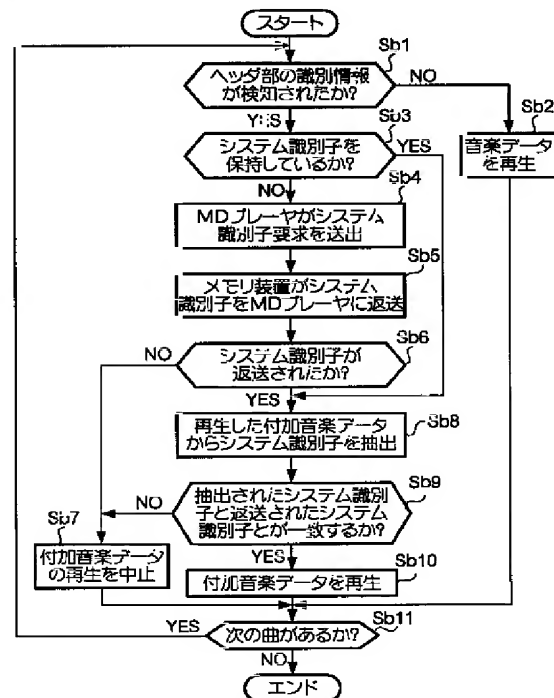 スタート
Sb1
ヘッダ部の識別情報
が検知されたか?
NO
Sb2
音楽データ
を再生
YES
Sb3
システム識別子を
保持しているか?
YES
NO
Sb4
MDプレーヤがシステム
識別子要求を送出
Sb5
メモリ装置がシステム
識別子をMDプレーヤに返送
Sb6
システム識別子が
返送されたか?
NO
YES
Sb8
再生した付加音楽データ
からシステム識別子を抽出
Sb9
抽出されたシステム識別
子と返送されたシステム
識別子とが一致するか?
NO
Sb7
付加音楽データ
の再生を中止
YES
Sb10
付加音楽データを再生
Sb11
次の曲があるか?
YES
NO
エンド